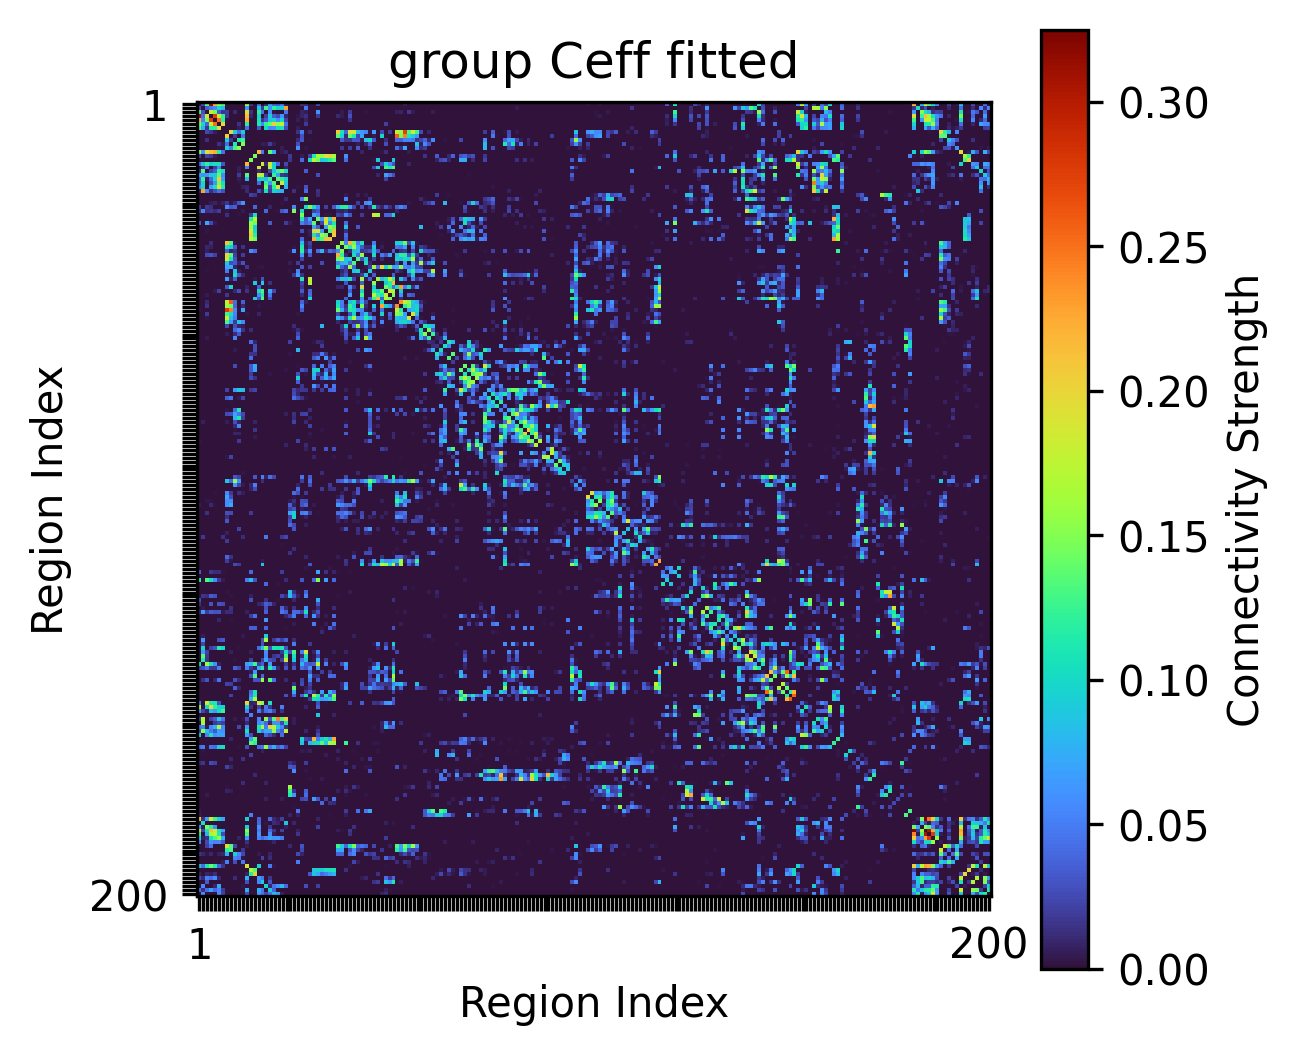 group Ceff fitted
1
200
Region Index
1
200
Region Index
0.30
0.25
0.20
0.15
0.10
0.05
0.00
Connectivity Strength